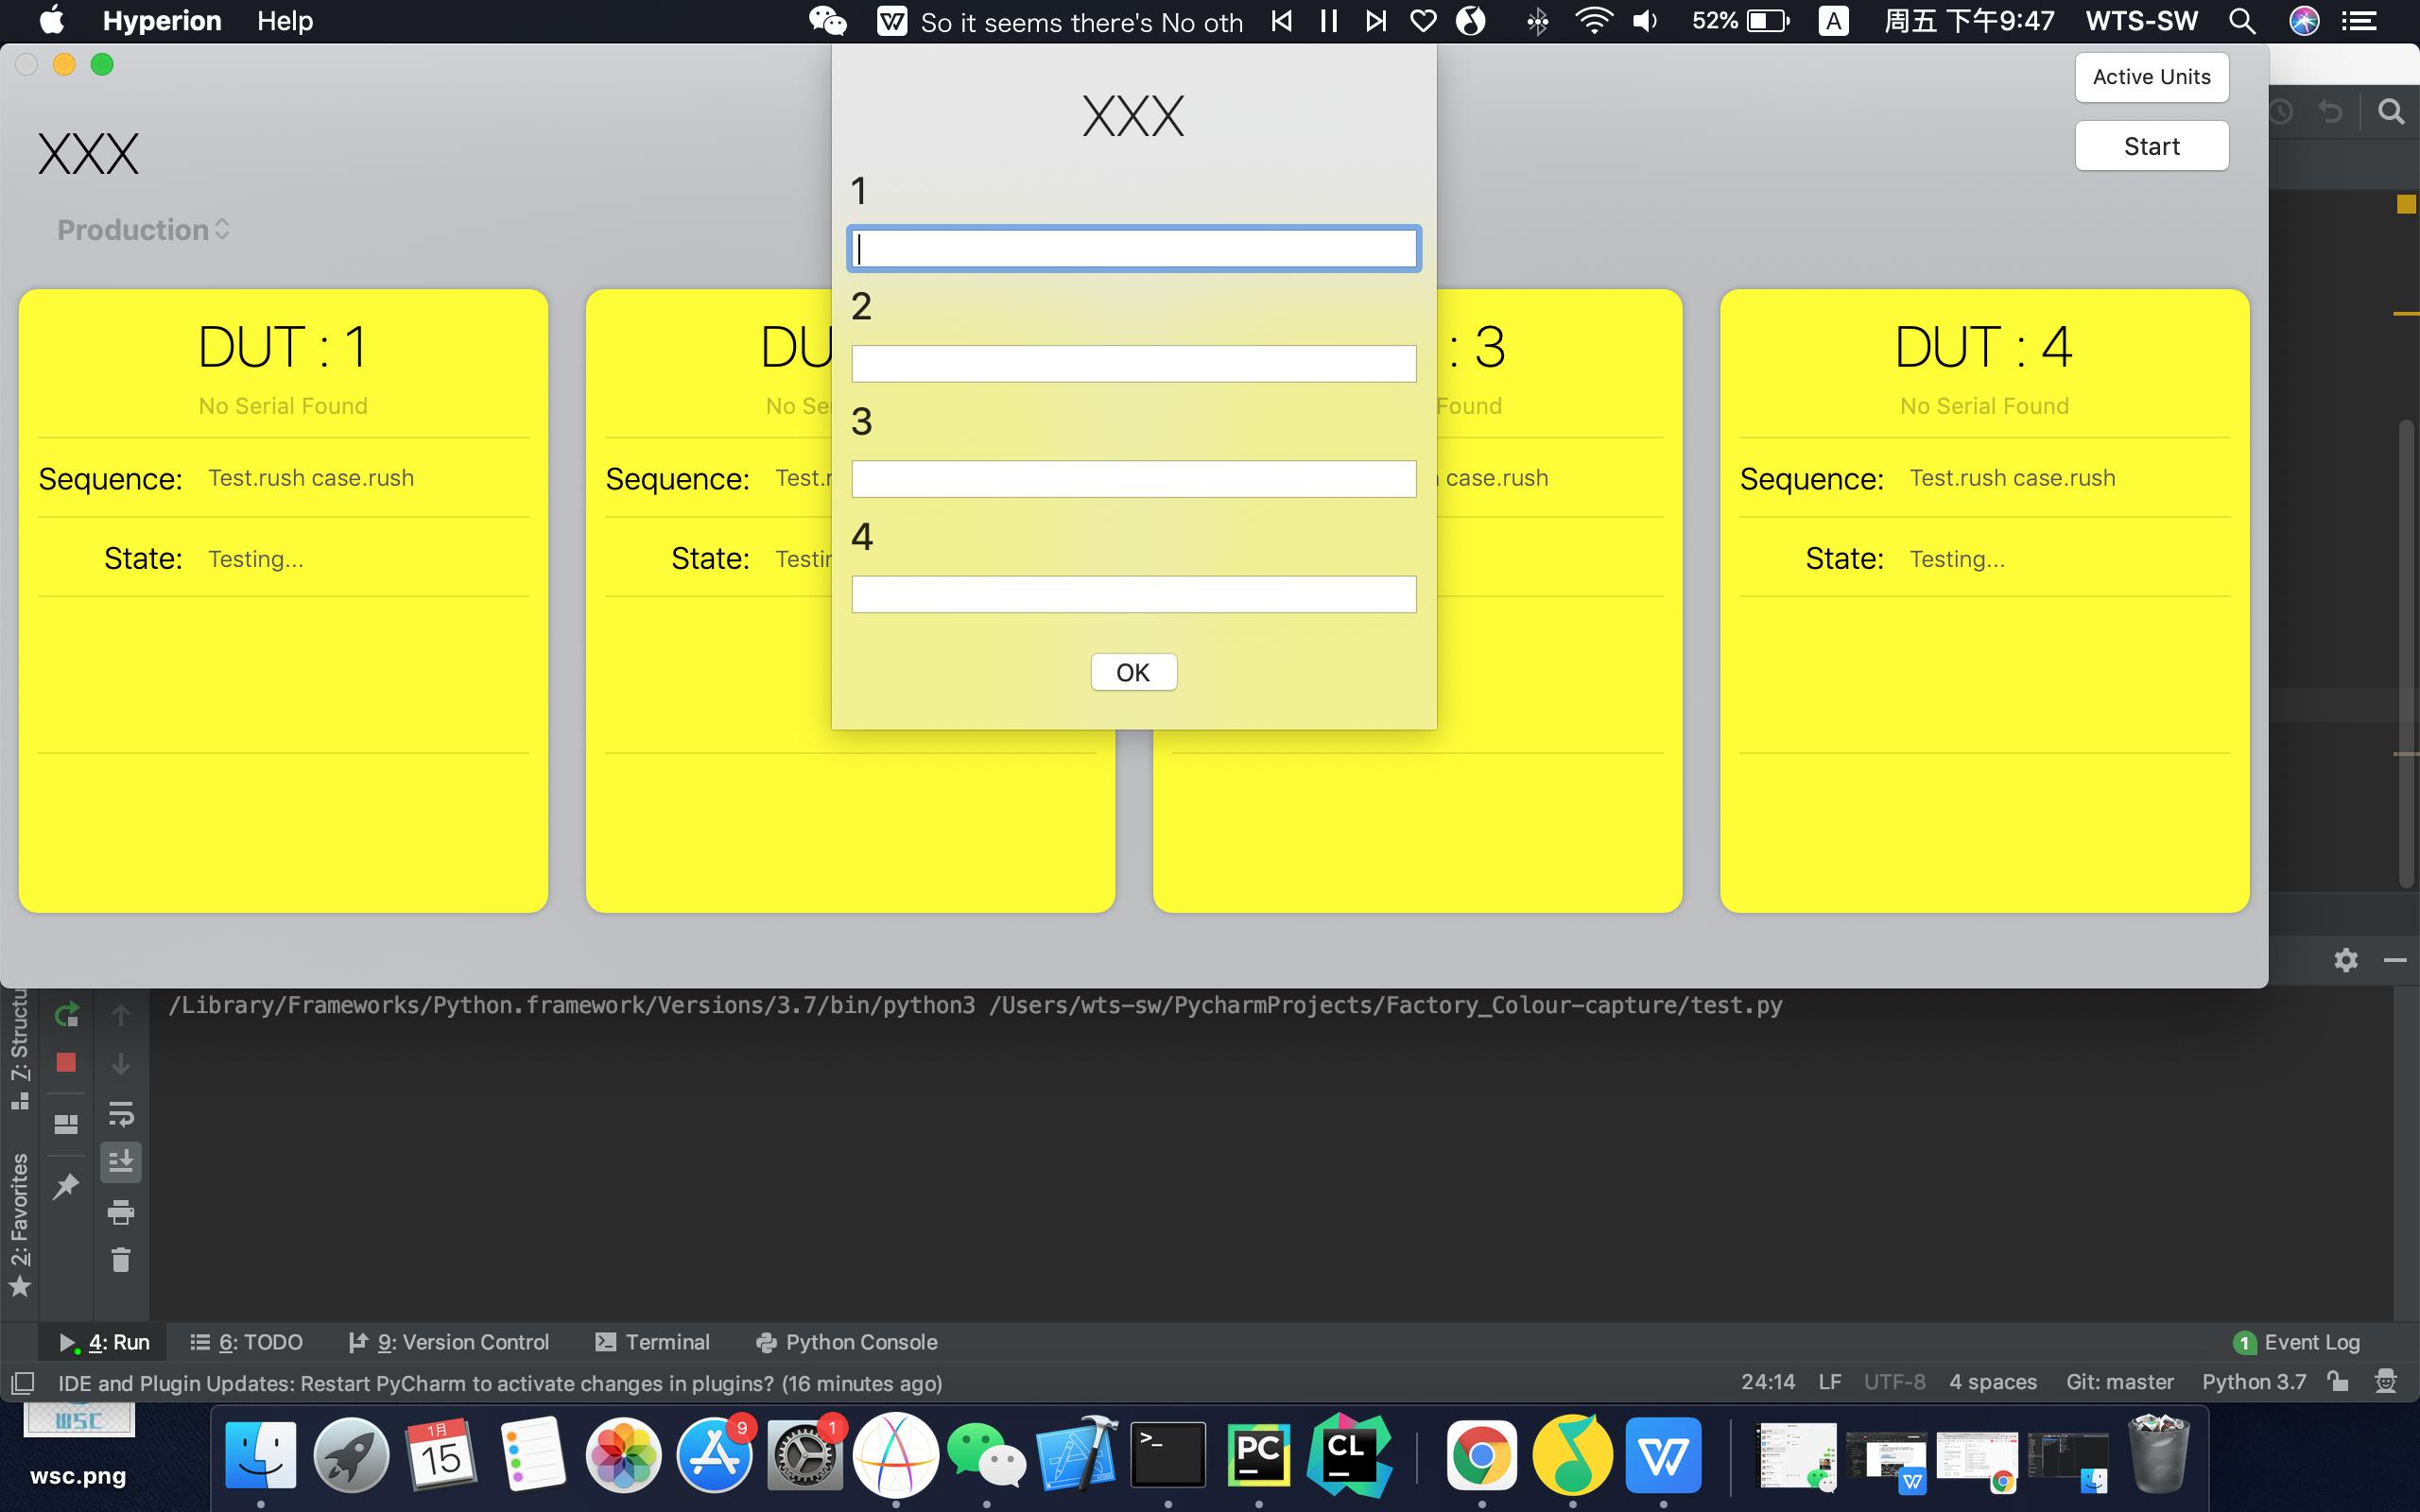 Hyperion Help So it seems there's No oth 52% A 周五 下午9:47 WTS-SW
Active Units
Start
XXX
Production
XXX
1
2
3
4
OK
DUT : 1
No Serial Found
Sequence: Test.rush case.rush
State: Testing...
DU
No Se
Sequence: Test.r
State: Testin
: 3
Found
case.rush
DUT : 4
No Serial Found
Sequence: Test.rush case.rush
State: Testing...
/Library/Frameworks/Python.framework/Versions/3.7/bin/python3 /Users/wts-sw/PycharmProjects/Factory_Colour-capture/test.py
Z: Structu
2: Favorites
4: Run 6: TODO 9: Version Control Terminal Python Console 1 Event Log
IDE and Plugin Updates: Restart PyCharm to activate changes in plugins? (16 minutes ago) 24:14 LF UTF-8 4 spaces Git: master Python 3.7
WSC
wsc.png
1月
15
9
1
>_
PC
CL